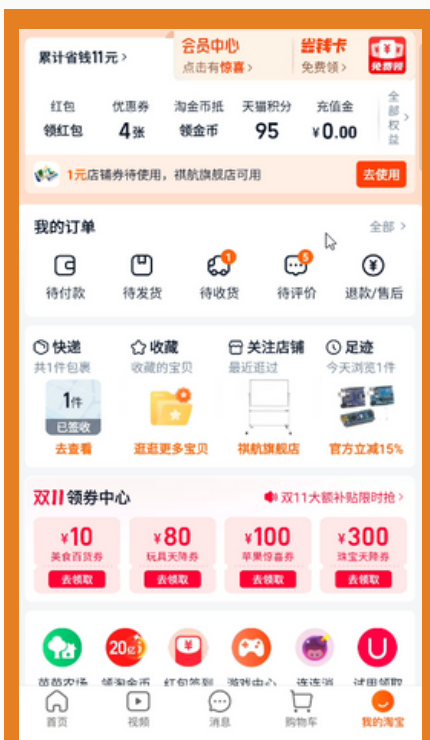 累计省钱11元>
会员中心
点击有惊喜>
尝鲜卡
免费领>
免费领
红包
优惠券
淘金币抵
天猫积分
充值金
全部权益
领红包
4张
领金币
95
¥0.00
1元店铺券待使用，祺航旗舰店可用
去使用
我的订单
全部>
1
5
待付款
待发货
待收货
待评价
退款/售后
快递
收藏
关注店铺
足迹
共1件包裹
收藏的宝贝
最近逛过
今天浏览1件
1件
已签收
去查看
逛逛更多宝贝
祺航旗舰店
官方立减15%
双11领券中心
双11大额补贴限时抢>
¥10
¥80
¥100
¥300
美食百货券
玩具天降券
苹果惊喜券
珠宝天降券
去领取
去领取
去领取
去领取
20亿
芭芭农场
领淘金币
红包签到
游戏中心
连连消
试用领取
首页
视频
消息
购物车
我的淘宝